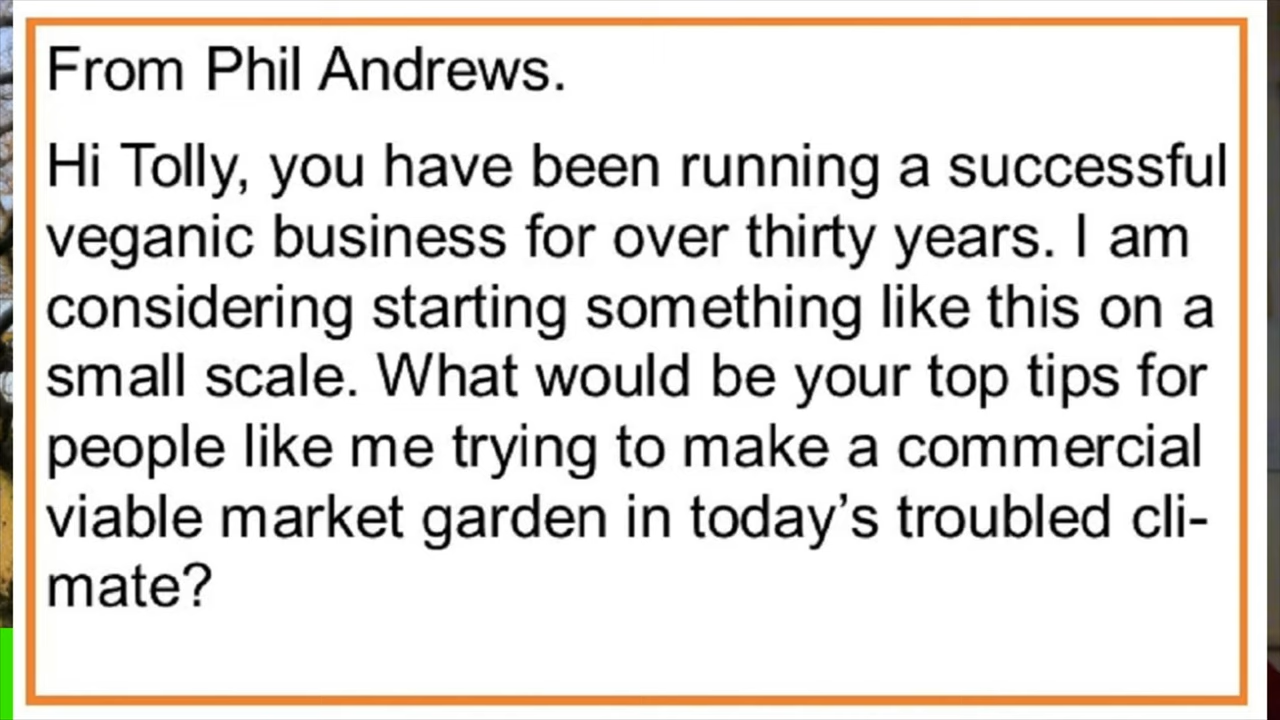 From Phil Andrews.
Hi Tolly, you have been running a successful
veganic business for over thirty years. I am
considering starting something like this on a
small scale. What would be your top tips for
people like me trying to make a commercial
viable market garden in today’s troubled cli-
mate?